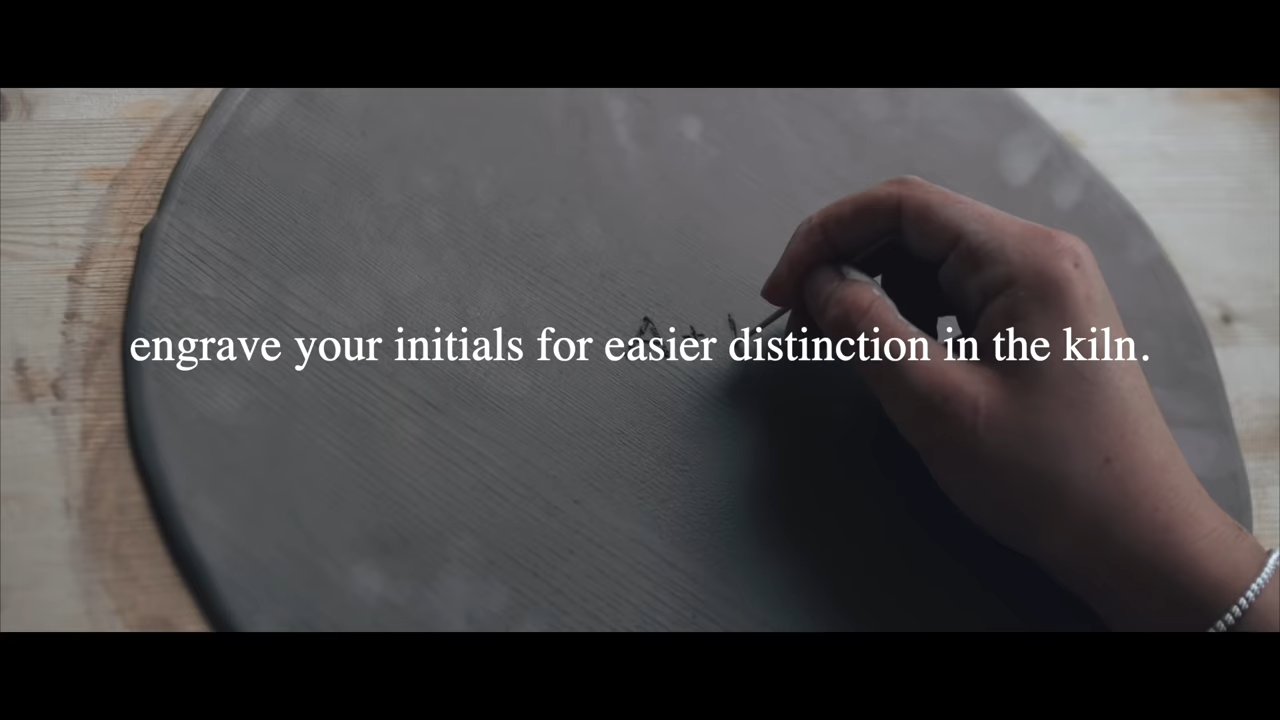 engrave your initials for easier distinction in the kiln.